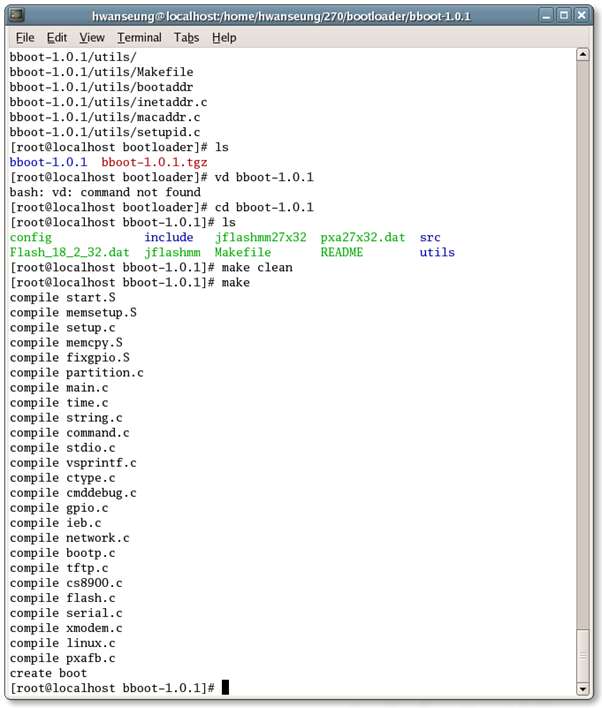 hwanseung@localhost:/home/hwanseung/270/bootloader/bboot-1.0.1
File Edit View Terminal Tabs Help
bboot-1.0.1/utils/
bboot-1.0.1/utils/Makefile
bboot-1.0.1/utils/bootaddr
bboot-1.0.1/utils/inetaddr.c
bboot-1.0.1/utils/macaddr.c
bboot-1.0.1/utils/setupid.c
[root@localhost bootloader]# ls
bboot-1.0.1 bboot-1.0.1.tgz
[root@localhost bootloader]# vd bboot-1.0.1
bash: vd: command not found
[root@localhost bootloader]# cd bboot-1.0.1
[root@localhost bboot-1.0.1]# ls
config include jflashmm27x32 pxa27x32.dat src
Flash_18_2_32.dat jflashmm Makefile README utils
[root@localhost bboot-1.0.1]# make clean
[root@localhost bboot-1.0.1]# make
compile start.S
compile memsetup.S
compile setup.c
compile memcpy.S
compile fixgpio.S
compile partition.c
compile main.c
compile time.c
compile string.c
compile command.c
compile stdio.c
compile vsprintf.c
compile ctype.c
compile cmddebug.c
compile gpio.c
compile ieb.c
compile network.c
compile bootp.c
compile tftp.c
compile cs8900.c
compile flash.c
compile serial.c
compile xmodem.c
compile linux.c
compile pxafb.c
create boot
[root@localhost bboot-1.0.1]#